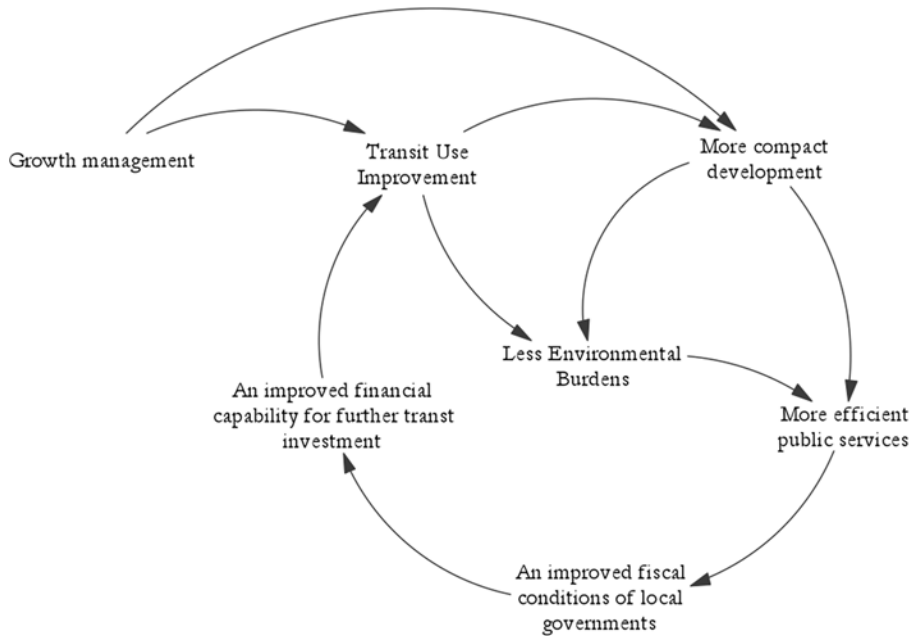 Growth management
Transit Use
Improvement
More compact
development
Less Environmental
Burdens
An improved financial
capability for further transt
investment
More efficient
public services
An improved fiscal
conditions of local
governments